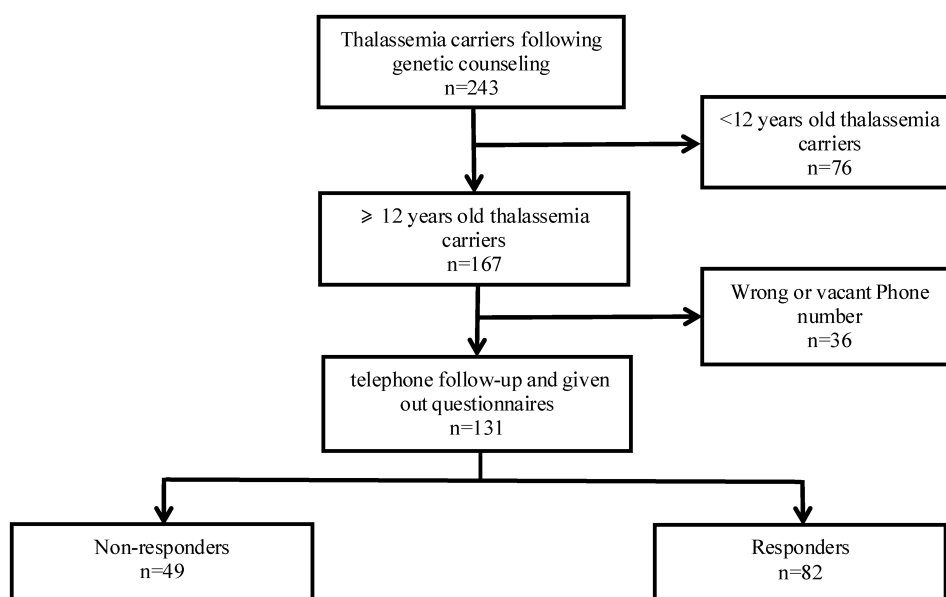 Thalassemia carriers following
genetic counseling
n=243
<12 years old thalassemia
carriers
n=76
⩾ 12 years old thalassemia
carriers
n=167
Wrong or vacant Phone
number
n=36
telephone follow-up and given
out questionnaires
n=131
Non-responders
n=49
Responders
n=82